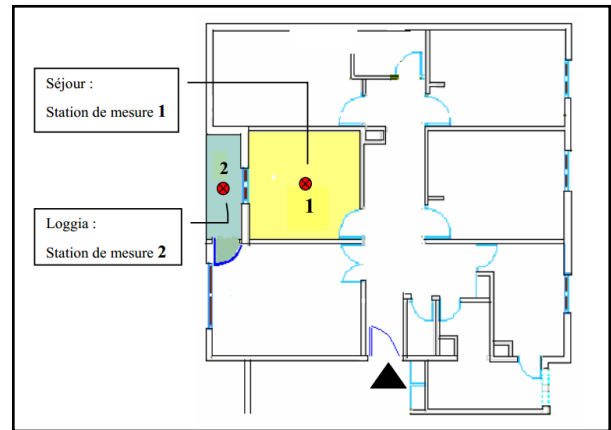 Séjour :
Station de mesure 1
2
1
Loggia :
Station de mesure 2